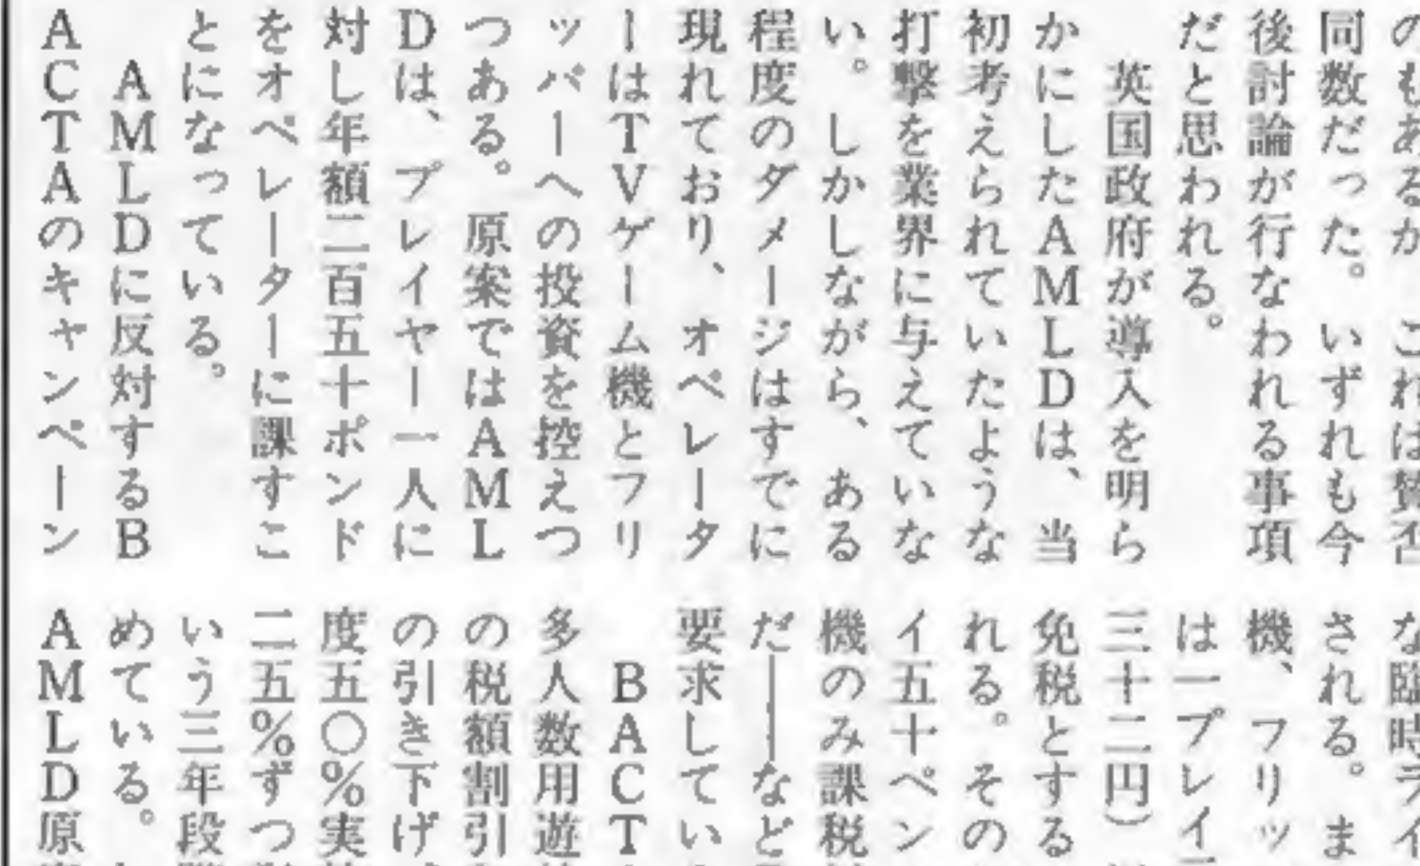 のもあるが、これは賛否
同数だった。いずれも今
後討論が行なわれる事項
だと思われる。
英国政府が導入を明ら
かにしたAMLDは、当
初考えられていたような
打撃を業界に与えていな
い。しかしながら、ある
程度のダメージはすでに
現れており、オペレータ
ーはTVゲーム機とフリ
ッパーへの投資を控えつ
つある。原案ではAML
Dは、プレイヤー一人に
対し年額二百五十ポンド
をオペレーターに課すこ
とになっている。
AMLDに反対するB
ACTAのキャンペーン
な臨時ライ
される。ま
機、フリッ
は一プレイ
三十二円)
免税とする
れる。その
イ五十ペン
機のみ課税
だ――など
要求してい
BACT
多人数用遊
の税額割引
の引き下げ
度五〇%実
二五%ずつ
いう三年段
めている。
AMLD原